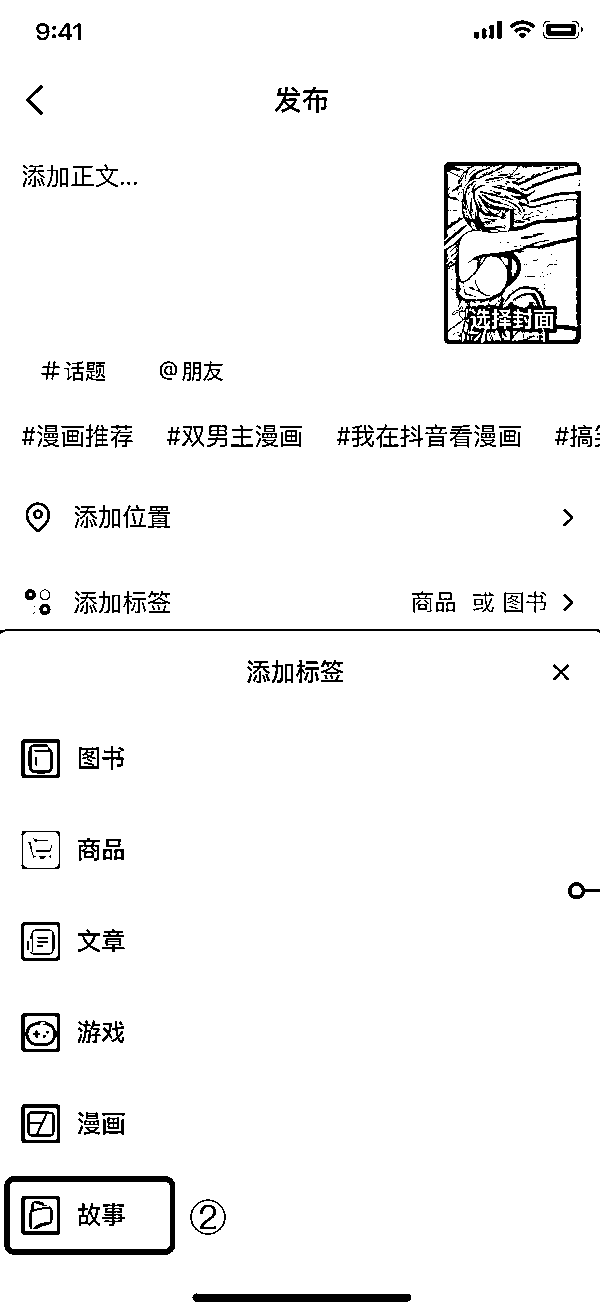 9:41
发布
添加正文...
选择封面
#话题 @朋友
#漫画推荐 #双男主漫画 #我在抖音看漫画 #搞笑
添加位置
添加标签 商品 或 图书
添加标签
图书
商品
文章
游戏
漫画
故事 ②